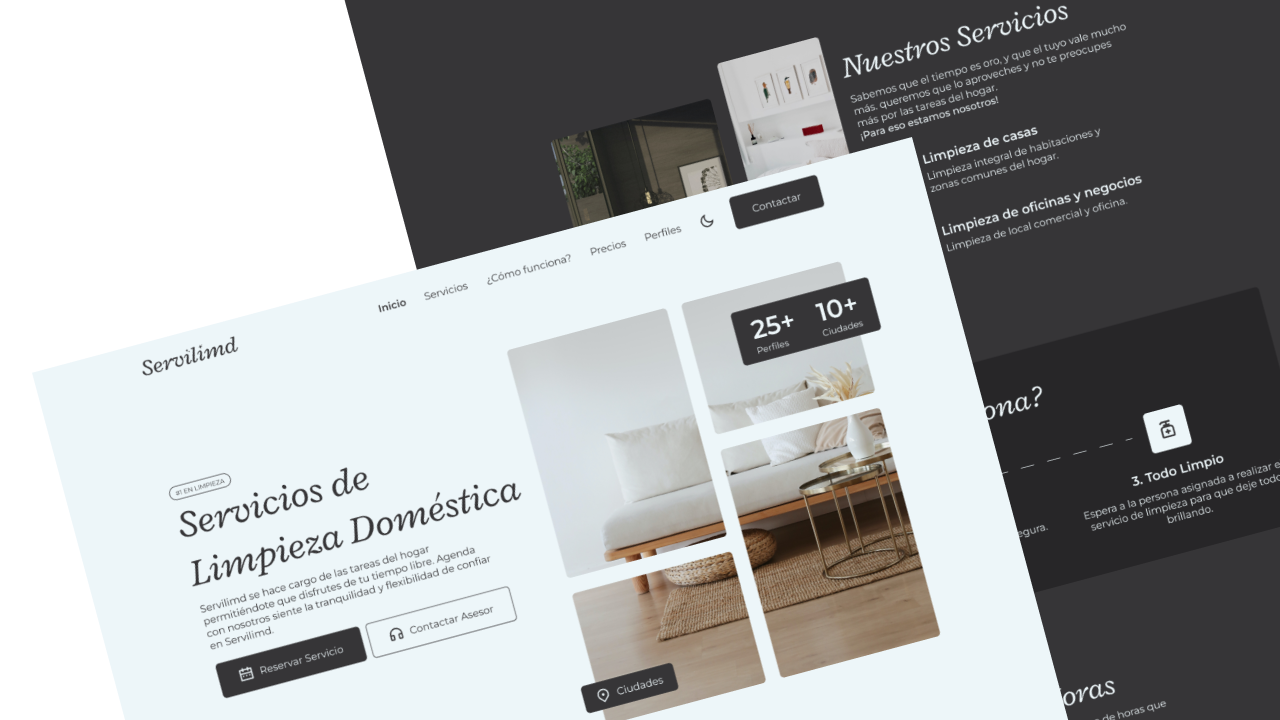 Nuestros Servicios
Sabemos que el tiempo es oro, y que el tuyo vale mucho
más, queremos que lo aproveches y no te preocupes
más por las tareas del hogar.
¡Para eso estamos nosotros!
Limpieza de casas
Limpieza integral de habitaciones y
zonas comunes del hogar.
Limpieza de oficinas y negocios
Limpieza de local comercial y oficina.
ona?
3. Todo Limpio
Espera a la persona asignada a realizar e
servicio de limpieza para que deje todo
brillando.
egura.
oras
de horas que
Servilimd
Inicio
Servicios
¿Cómo funciona?
Precios
Perfiles
Contactar
25+
Perfiles
10+
Ciudades
#1 EN LIMPIEZA
Servicios de
Limpieza Doméstica
Servilimd se hace cargo de las tareas del hogar
permitiéndote que disfrutes de tu tiempo libre. Agenda
con nosotros siente la tranquilidad y flexibilidad de confiar
en Servilimd.
Reservar Servicio
Contactar Asesor
Ciudades